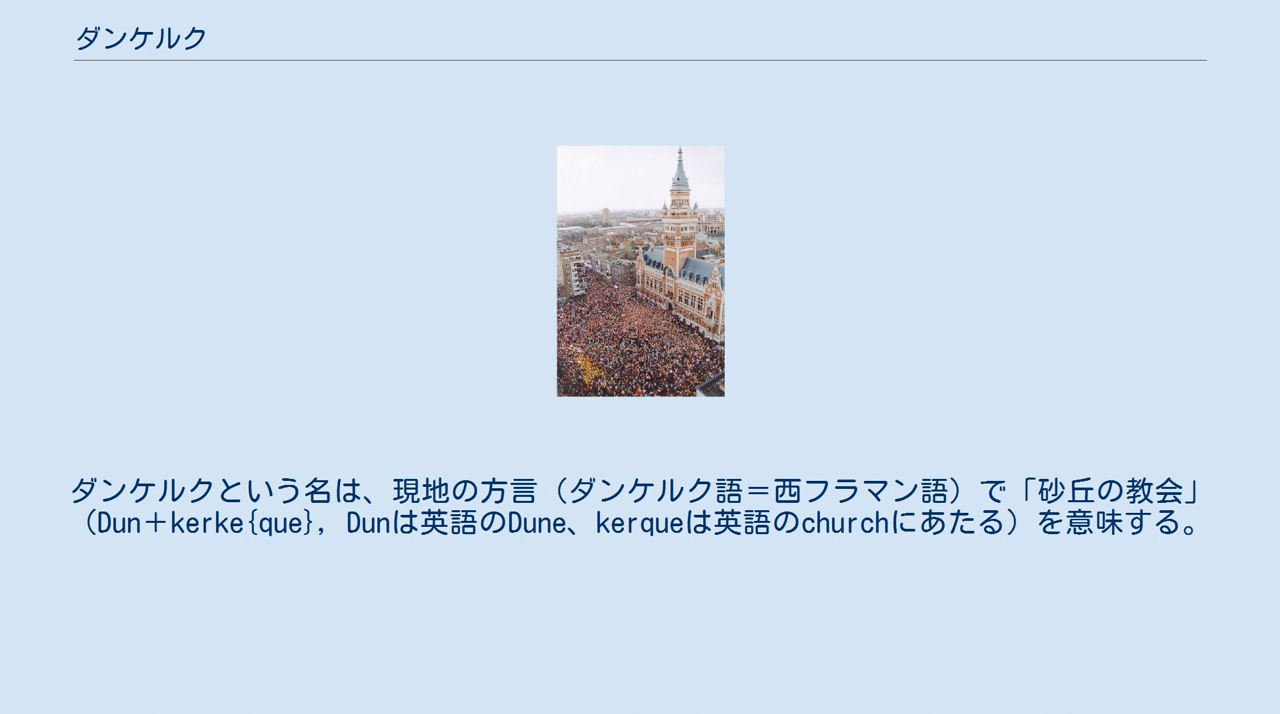 ダンケルク
ダンケルクという名は、現地の方言（ダンケルク語＝西フラマン語）で「砂丘の教会」
（Dun＋kerke{que}，Dunは英語のDune、kerqueは英語のchurchにあたる）を意味する。